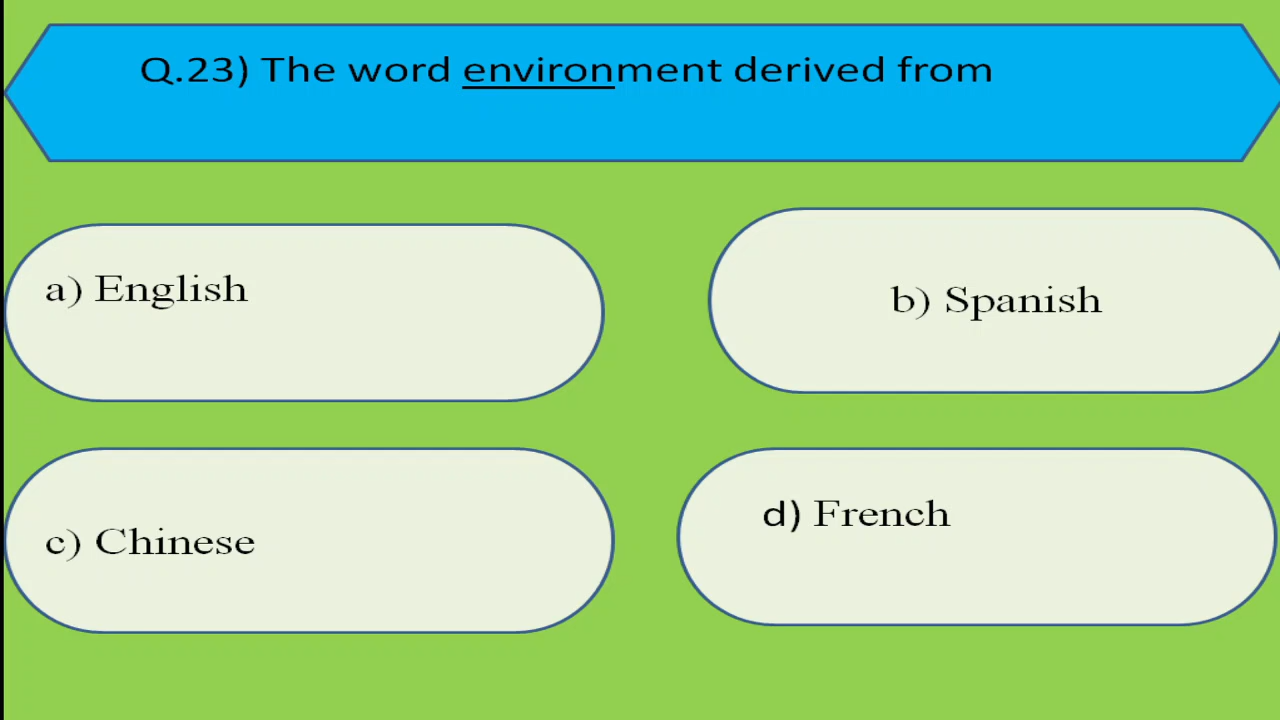 Q.23) The word environment derived from
a) English
b) Spanish
c) Chinese
d) French